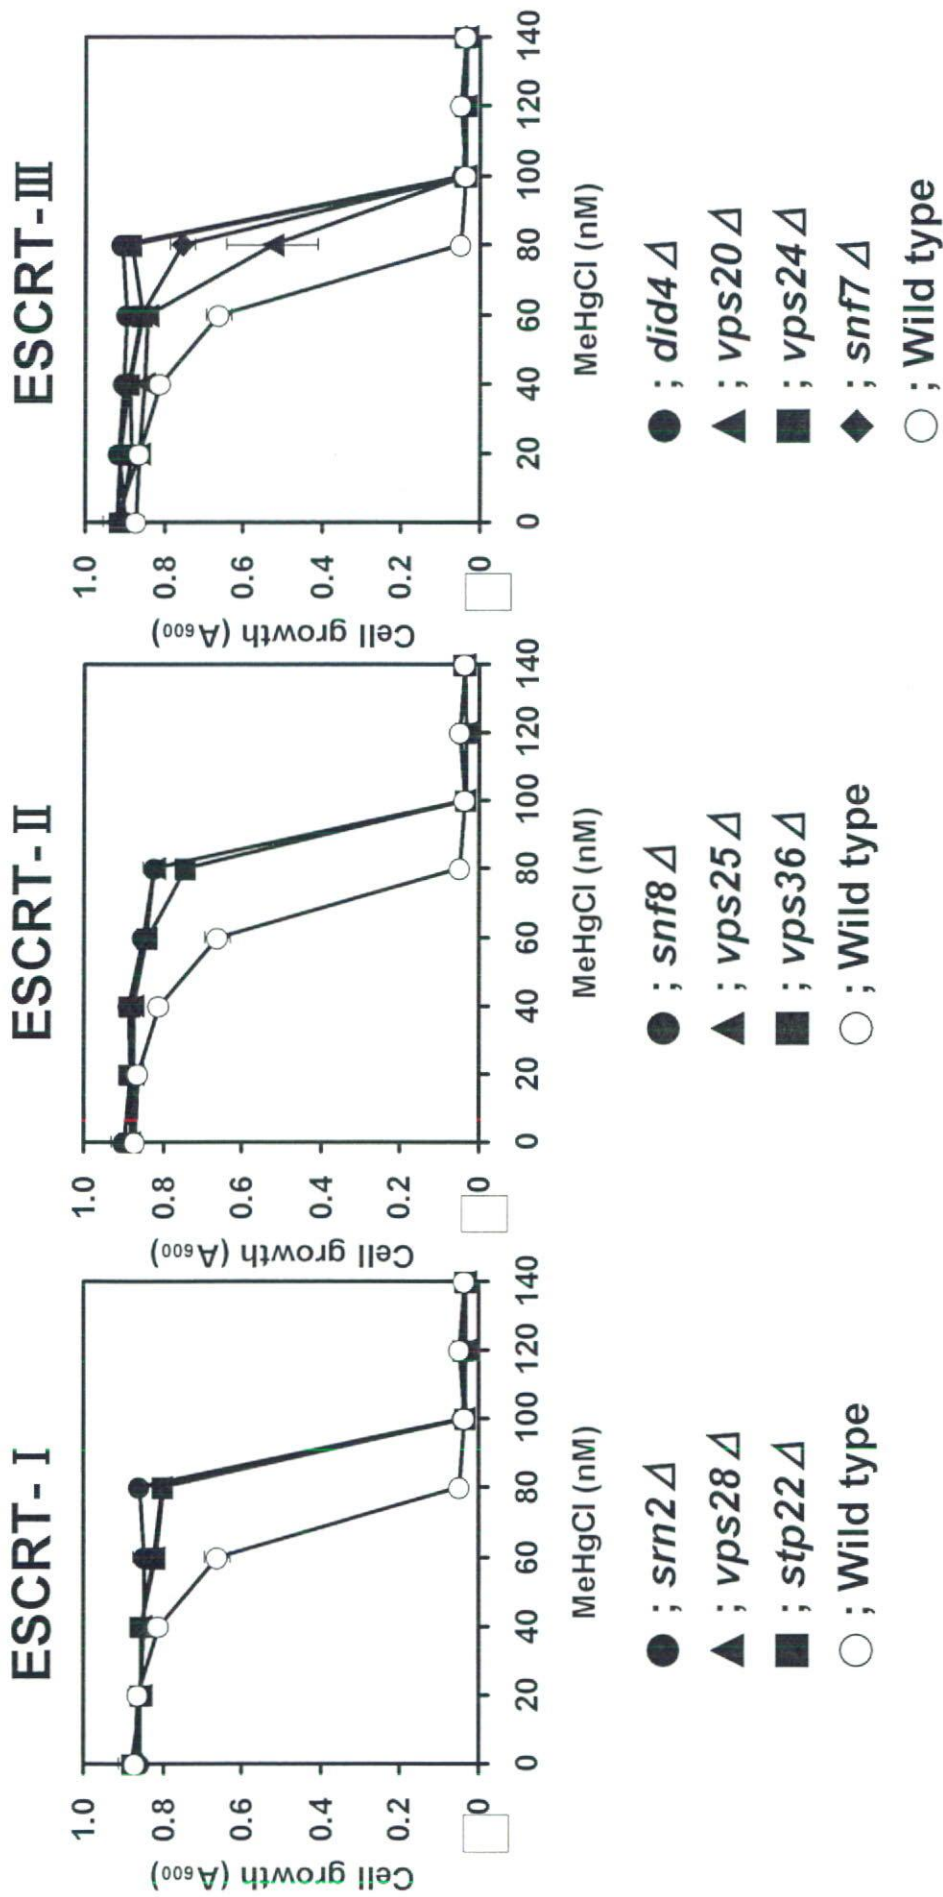 ESCRT-I
Cell growth (A600)
1.0
0.8
0.6
0.4
0.2
0
0 20 40 60 80 100 120 140
MeHgCl (nM)
● ; srn2Δ
▲ ; vps28Δ
■ ; stp22Δ
○ ; Wild type
ESCRT-II
Cell growth (A600)
1.0
0.8
0.6
0.4
0.2
0
0 20 40 60 80 100 120 140
MeHgCl (nM)
● ; snf8Δ
▲ ; vps25Δ
■ ; vps36Δ
○ ; Wild type
ESCRT-III
Cell growth (A600)
1.0
0.8
0.6
0.4
0.2
0
0 20 40 60 80 100 120 140
MeHgCl (nM)
● ; did4Δ
▲ ; vps20Δ
■ ; vps24Δ
◆ ; snf7Δ
○ ; Wild type